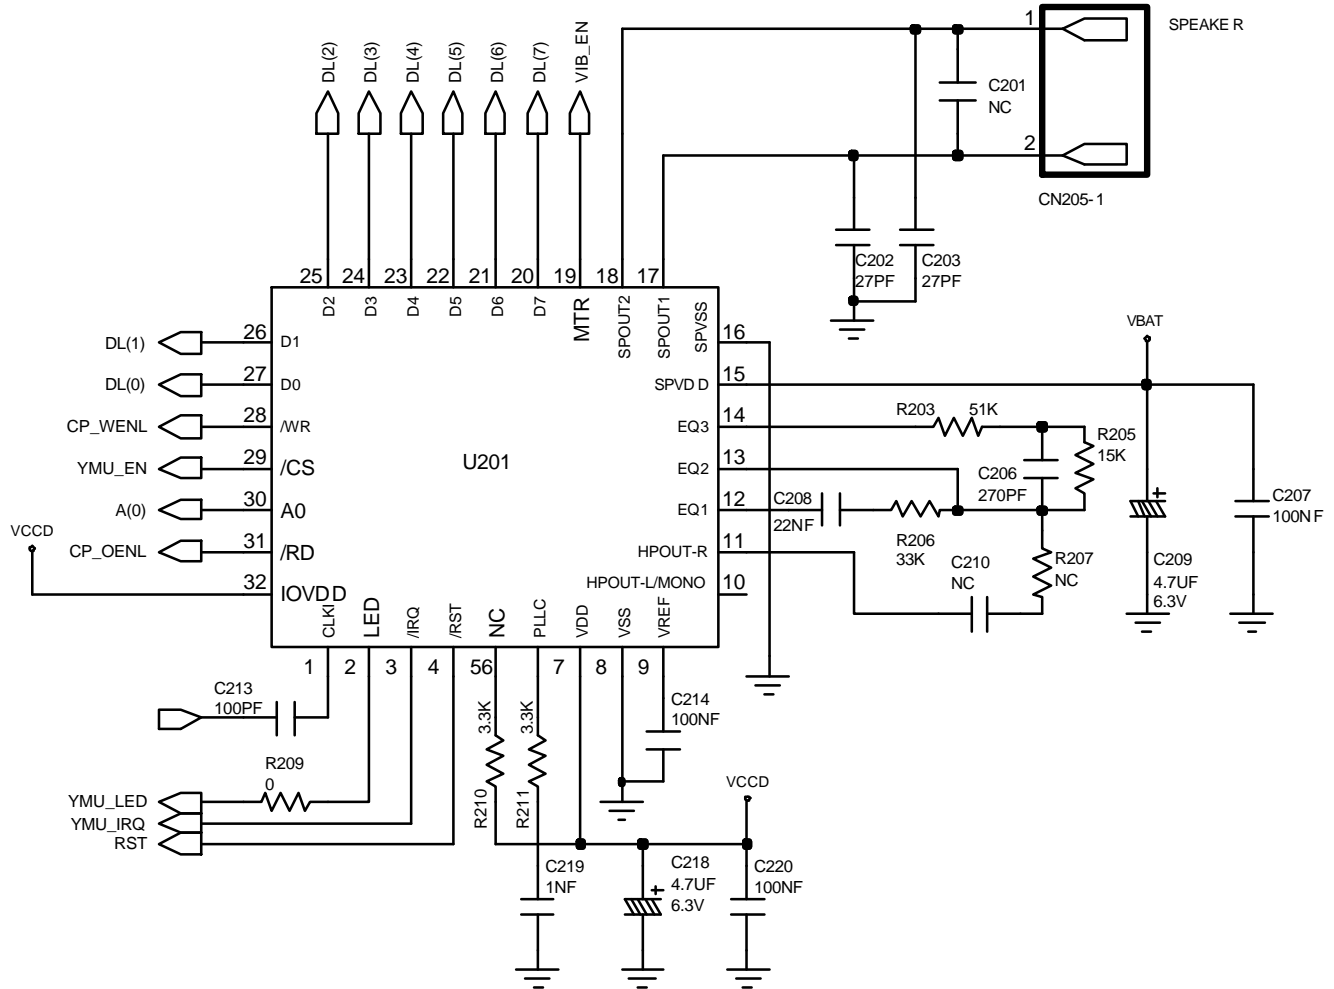 1
SPEAKE R
DL(2)
DL(3)
DL(4)
DL(5)
DL(6)
DL(7)
VIB_EN
C201
NC
2
CN205-1
C202
27PF
C203
27PF
25
24
23
22
21
20
19
18
17
D2
D3
D4
D5
D6
D7
MTR
SPOUT2
SPOUT1
SPVSS
16
VBAT
DL(1)
26
D1
DL(0)
27
D0
SPVD D
15
CP_WENL
28
/WR
EQ3
14
R203
51K
R205
15K
YMU_EN
29
/CS
U201
EQ2
13
C206
270PF
A(0)
30
A0
EQ1
12
C208
22NF
R206
33K
C207
100NF
VCCD
CP_OENL
31
/RD
HPOUT-R
11
C210
NC
R207
NC
C209
4.7UF
6.3V
+
32
IOVD D
HPOUT-L/MONO
10
CLKI
LED
/IRQ
/RST
NC
PLLC
VDD
VSS
VREF
1
2
3
4
56
7
8
9
C213
100PF
3.3K
3.3K
C214
100NF
R209
0
R210
R211
YMU_LED
YMU_IRQ
RST
VCCD
C219
1NF
+
C218
4.7UF
6.3V
C220
100NF